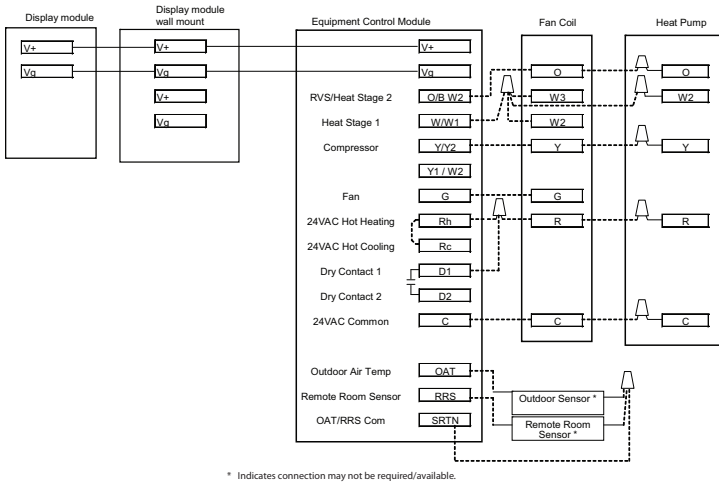 Display module
Display module
wall mount
Equipment Control Module
Fan Coil
Heat Pump
V+
V+
V+
Vg
Vg
Vg
O
O
V+
RVS/Heat Stage 2
O/B W2
W3
W2
Vg
Heat Stage 1
W/W1
W2
Compressor
Y/Y2
Y
Y
Y1 / W2
Fan
G
G
24VAC Hot Heating
Rh
R
R
24VAC Hot Cooling
Rc
Dry Contact 1
D1
Dry Contact 2
D2
24VAC Common
C
C
C
Outdoor Air Temp
OAT
Remote Room Sensor
RRS
Outdoor Sensor *
OAT/RRS Com
SRTN
Remote Room
Sensor *
* Indicates connection may not be required/available.